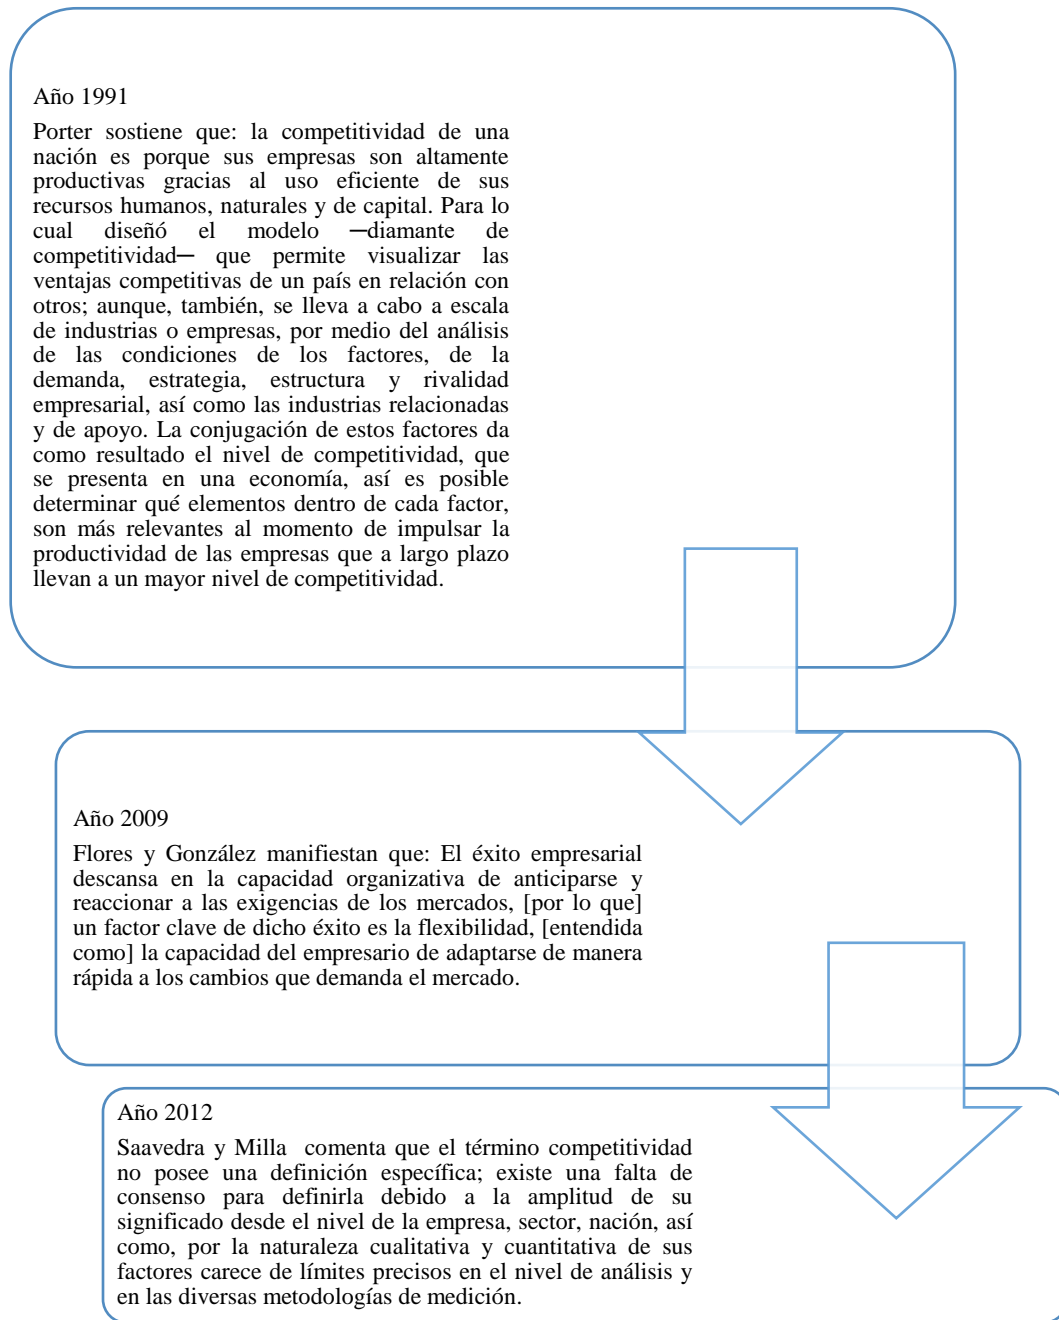 Año 1991
Porter sostiene que: la competitividad de una
nación es porque sus empresas son altamente
productivas gracias al uso eficiente de sus
recursos humanos, naturales y de capital. Para lo
cual diseñó el modelo ─diamante de
competitividad─ que permite visualizar las
ventajas competitivas de un país en relación con
otros; aunque, también, se lleva a cabo a escala
de industrias o empresas, por medio del análisis
de las condiciones de los factores, de la
demanda, estrategia, estructura y rivalidad
empresarial, así como las industrias relacionadas
y de apoyo. La conjugación de estos factores da
como resultado el nivel de competitividad, que
se presenta en una economía, así es posible
determinar qué elementos dentro de cada factor,
son más relevantes al momento de impulsar la
productividad de las empresas que a largo plazo
llevan a un mayor nivel de competitividad.
Año 2009
Flores y González manifiestan que: El éxito empresarial
descansa en la capacidad organizativa de anticiparse y
reaccionar a las exigencias de los mercados, [por lo que]
un factor clave de dicho éxito es la flexibilidad, [entendida
como] la capacidad del empresario de adaptarse de manera
rápida a los cambios que demanda el mercado.
Año 2012
Saavedra y Milla comenta que el término competitividad
no posee una definición específica; existe una falta de
consenso para definirla debido a la amplitud de su
significado desde el nivel de la empresa, sector, nación, así
como, por la naturaleza cualitativa y cuantitativa de sus
factores carece de límites precisos en el nivel de análisis y
en las diversas metodologías de medición.